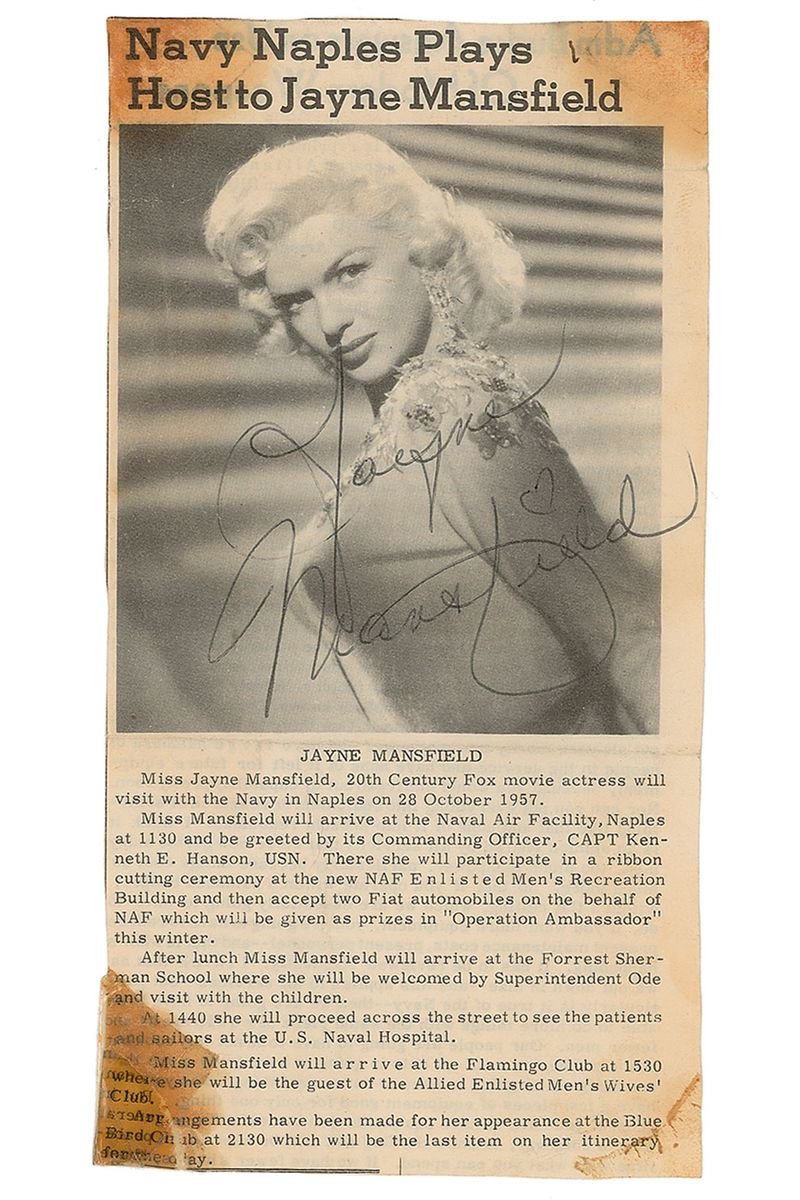 Navy Naples Plays
Host to Jayne Mansfield
Jayne
Mansfield
JAYNE MANSFIELD
Miss Jayne Mansfield, 20th Century Fox movie actress will
visit with the Navy in Naples on 28 October 1957.
Miss Mansfield will arrive at the Naval Air Facility, Naples
at 1130 and be greeted by its Commanding Officer, CAPT Ken-
neth E. Hanson, USN. There she will participate in a ribbon
cutting ceremony at the new NAF Enlisted Men's Recreation
Building and then accept two Fiat automobiles on the behalf of
NAF which will be given as prizes in "Operation Ambassador"
this winter.
After lunch Miss Mansfield will arrive at the Forrest Sher-
man School where she will be welcomed by Superintendent Ode
and visit with the children.
At 1440 she will proceed across the street to see the patients
and sailors at the U.S. Naval Hospital.
Miss Mansfield will arrive at the Flamingo Club at 1530
where she will be the guest of the Allied Enlisted Men's Wives'
Club.
Arrangements have been made for her appearance at the Blue
Bird Club at 2130 which will be the last item on her itinerary
for the day.